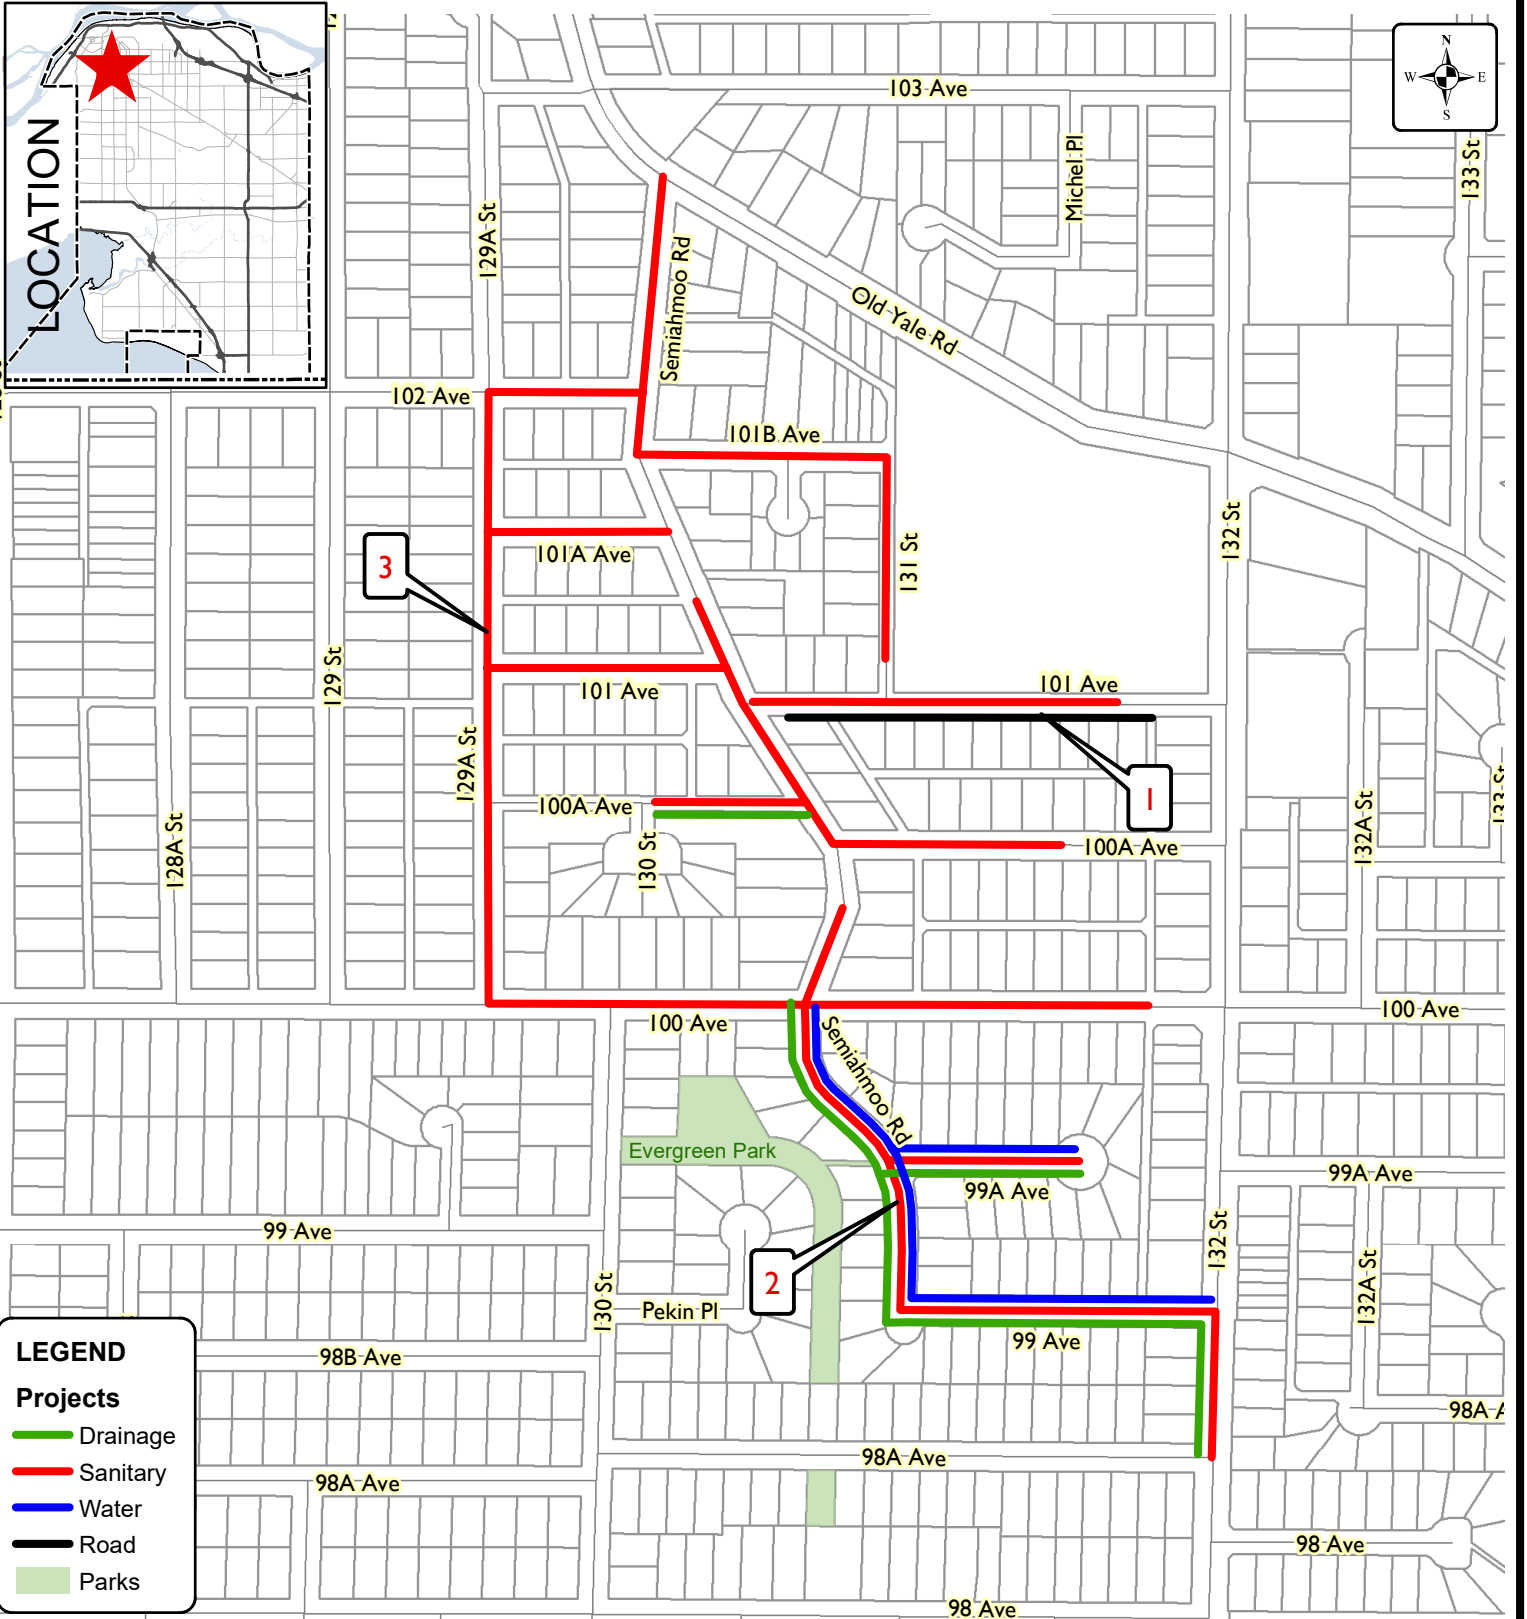 LOCATION
N
W
E
S
103 Ave
133 St
Michel Pl
129A St
Semiahmoo Rd
Old Yale Rd
102 Ave
101B Ave
132 St
131 St
101A Ave
3
129 St
101 Ave
101 Ave
129A St
1
133 St
100A Ave
100A Ave
132A St
128A St
130 St
100 Ave
100 Ave
Semiahmoo Rd
Evergreen Park
99A Ave
99A Ave
99 Ave
132 St
2
132A St
130 St
Pekin Pl
99 Ave
98B Ave
98A A
98A Ave
98A Ave
98 Ave
98 Ave
LEGEND
Projects
Drainage
Sanitary
Water
Road
Parks